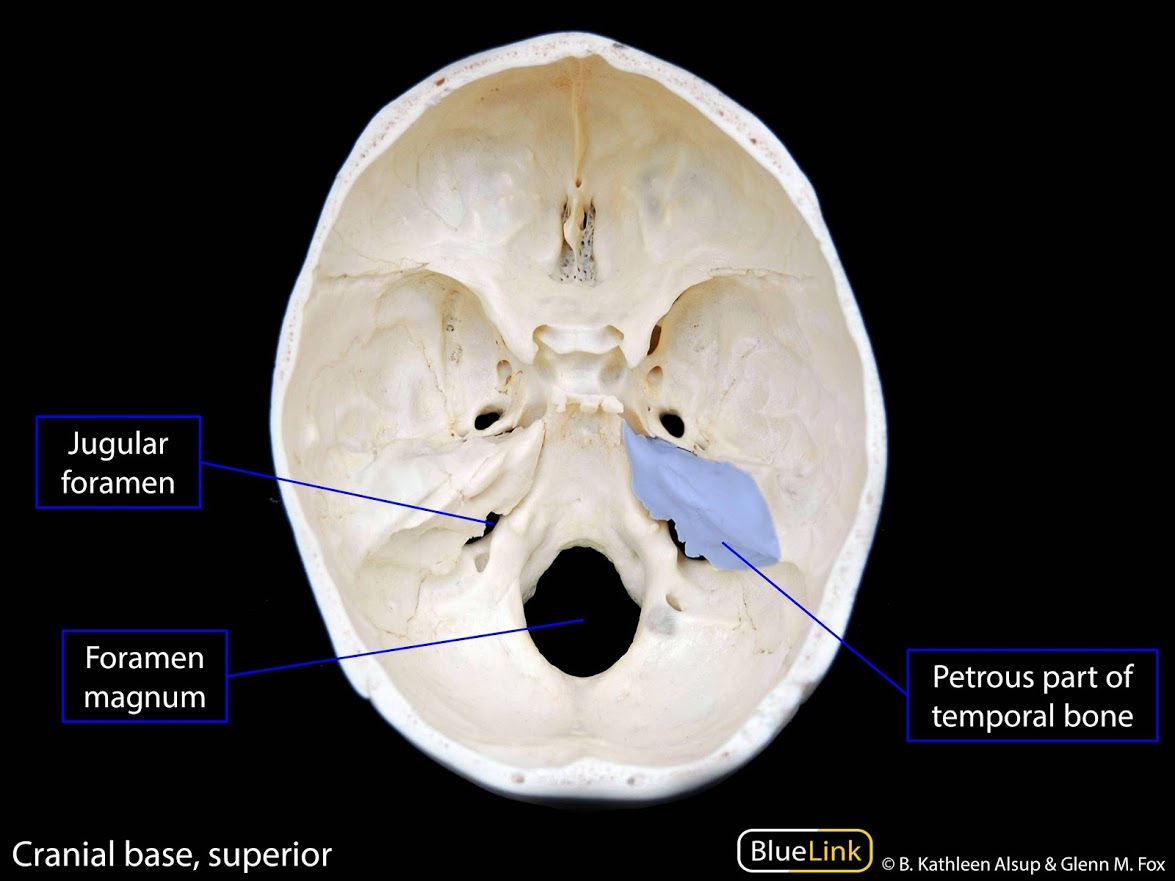 Jugular
foramen
Foramen
magnum
Petrous part of
temporal bone
Cranial base, superior
BlueLink
© B. Kathleen Alsup & Glenn M. Fox